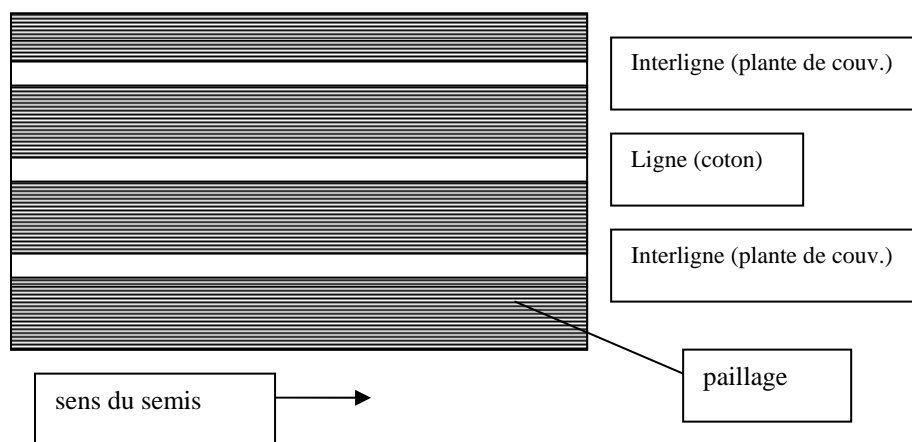 Interligne (plante de couv.)
Ligne (coton)
Interligne (plante de couv.)
paillage
sens du semis